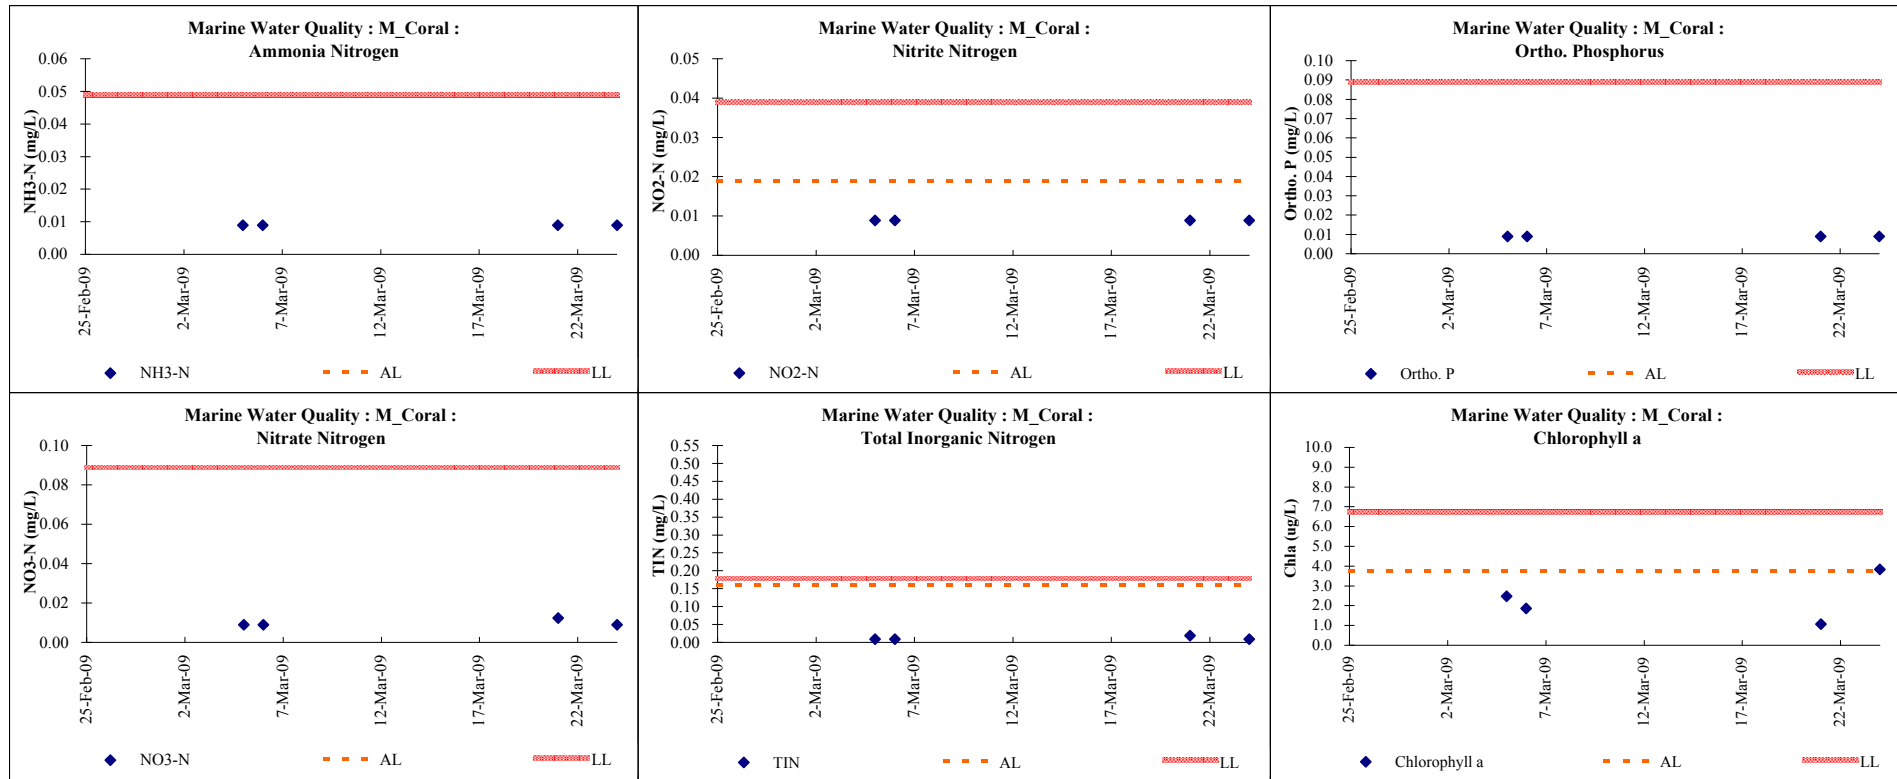 Marine Water Quality : M_Coral :
Ammonia Nitrogen
NH3-N (mg/L)
0.06
0.05
0.04
0.03
0.02
0.01
0.00
25-Feb-09
2-Mar-09
7-Mar-09
12-Mar-09
17-Mar-09
22-Mar-09
NH3-N AL LL
Marine Water Quality : M_Coral :
Nitrite Nitrogen
NO2-N (mg/L)
0.05
0.04
0.03
0.02
0.01
0.00
25-Feb-09
2-Mar-09
7-Mar-09
12-Mar-09
17-Mar-09
22-Mar-09
NO2-N AL LL
Marine Water Quality : M_Coral :
Ortho. Phosphorus
Ortho. P (mg/L)
0.10
0.09
0.08
0.07
0.06
0.05
0.04
0.03
0.02
0.01
0.00
25-Feb-09
2-Mar-09
7-Mar-09
12-Mar-09
17-Mar-09
22-Mar-09
Ortho. P AL LL
Marine Water Quality : M_Coral :
Nitrate Nitrogen
NO3-N (mg/L)
0.10
0.08
0.06
0.04
0.02
0.00
25-Feb-09
2-Mar-09
7-Mar-09
12-Mar-09
17-Mar-09
22-Mar-09
NO3-N AL LL
Marine Water Quality : M_Coral :
Total Inorganic Nitrogen
TIN (mg/L)
0.55
0.50
0.45
0.40
0.35
0.30
0.25
0.20
0.15
0.10
0.05
0.00
25-Feb-09
2-Mar-09
7-Mar-09
12-Mar-09
17-Mar-09
22-Mar-09
TIN AL LL
Marine Water Quality : M_Coral :
Chlorophyll a
Chla (ug/L)
10.0
9.0
8.0
7.0
6.0
5.0
4.0
3.0
2.0
1.0
0.0
25-Feb-09
2-Mar-09
7-Mar-09
12-Mar-09
17-Mar-09
22-Mar-09
Chlorophyll a AL LL